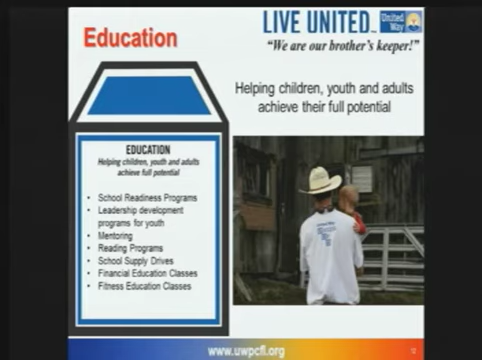 Education
LIVE UNITED
United Way
"We are our brother's keeper!"
Helping children, youth and adults
achieve their full potential
EDUCATION
Helping children, youth and adults
achieve full potential
• School Readiness Programs
• Leadership development
programs for youth
• Mentoring
• Reading Programs
• School Supply Drives
• Financial Education Classes
• Fitness Education Classes
www.uwpcfl.org